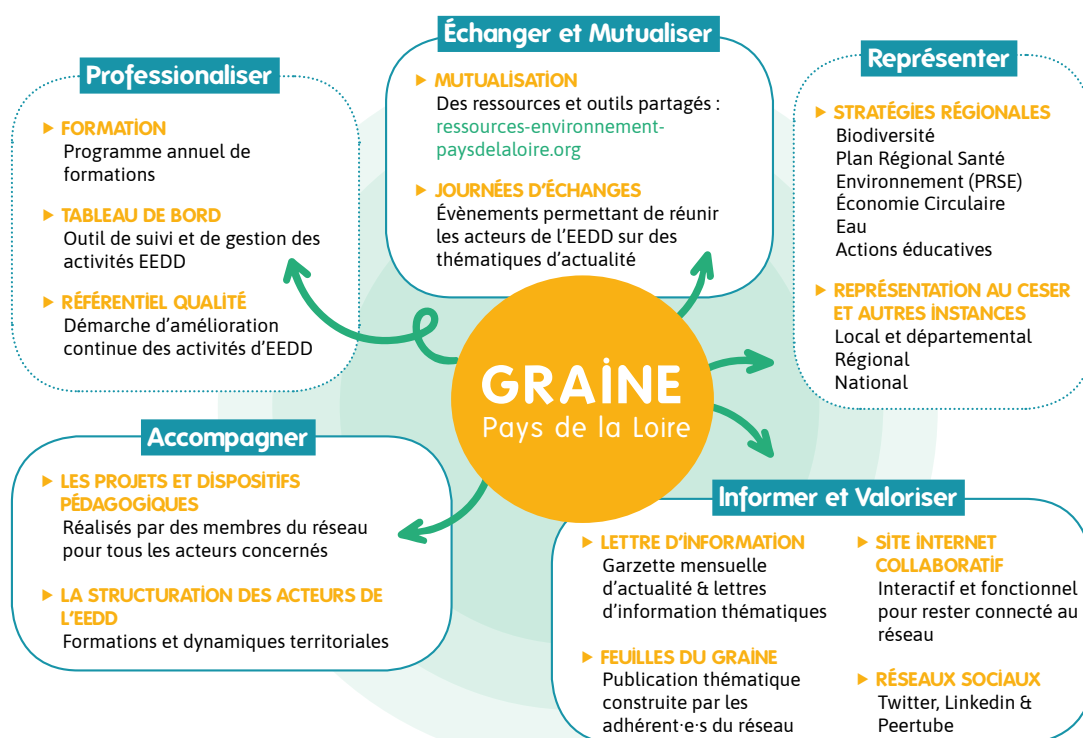 Professionaliser
► FORMATION
Programme annuel de
formations
► TABLEAU DE BORD
Outil de suivi et de gestion des
activités EEDD
► RÉFÉRENTIEL QUALITÉ
Démarche d'amélioration
continue des activités d'EEDD
Échanger et Mutualiser
► MUTUALISATION
Des ressources et outils partagés :
ressources-environnement-
paysdelaloire.org
► JOURNÉES D'ÉCHANGES
Évènements permettant de réunir
les acteurs de l'EEDD sur des
thématiques d'actualité
Représenter
► STRATÉGIES RÉGIONALES
Biodiversité
Plan Régional Santé
Environnement (PRSE)
Économie Circulaire
Eau
Actions éducatives
► REPRÉSENTATION AU CESER
ET AUTRES INSTANCES
Local et départemental
Régional
National
GRAINE
Pays de la Loire
Accompagner
► LES PROJETS ET DISPOSITIFS
PÉDAGOGIQUES
Réalisés par des membres du réseau
pour tous les acteurs concernés
► LA STRUCTURATION DES ACTEURS DE
L'EEDD
Formations et dynamiques territoriales
Informer et Valoriser
► LETTRE D'INFORMATION
Garzette mensuelle
d'actualité & lettres
d'information thématiques
► FEUILLES DU GRAINE
Publication thématique
construite par les
adhérent·e·s du réseau
► SITE INTERNET
COLLABORATIF
Interactif et fonctionnel
pour rester connecté au
réseau
► RÉSEAUX SOCIAUX
Twitter, Linkedin &
Peertube